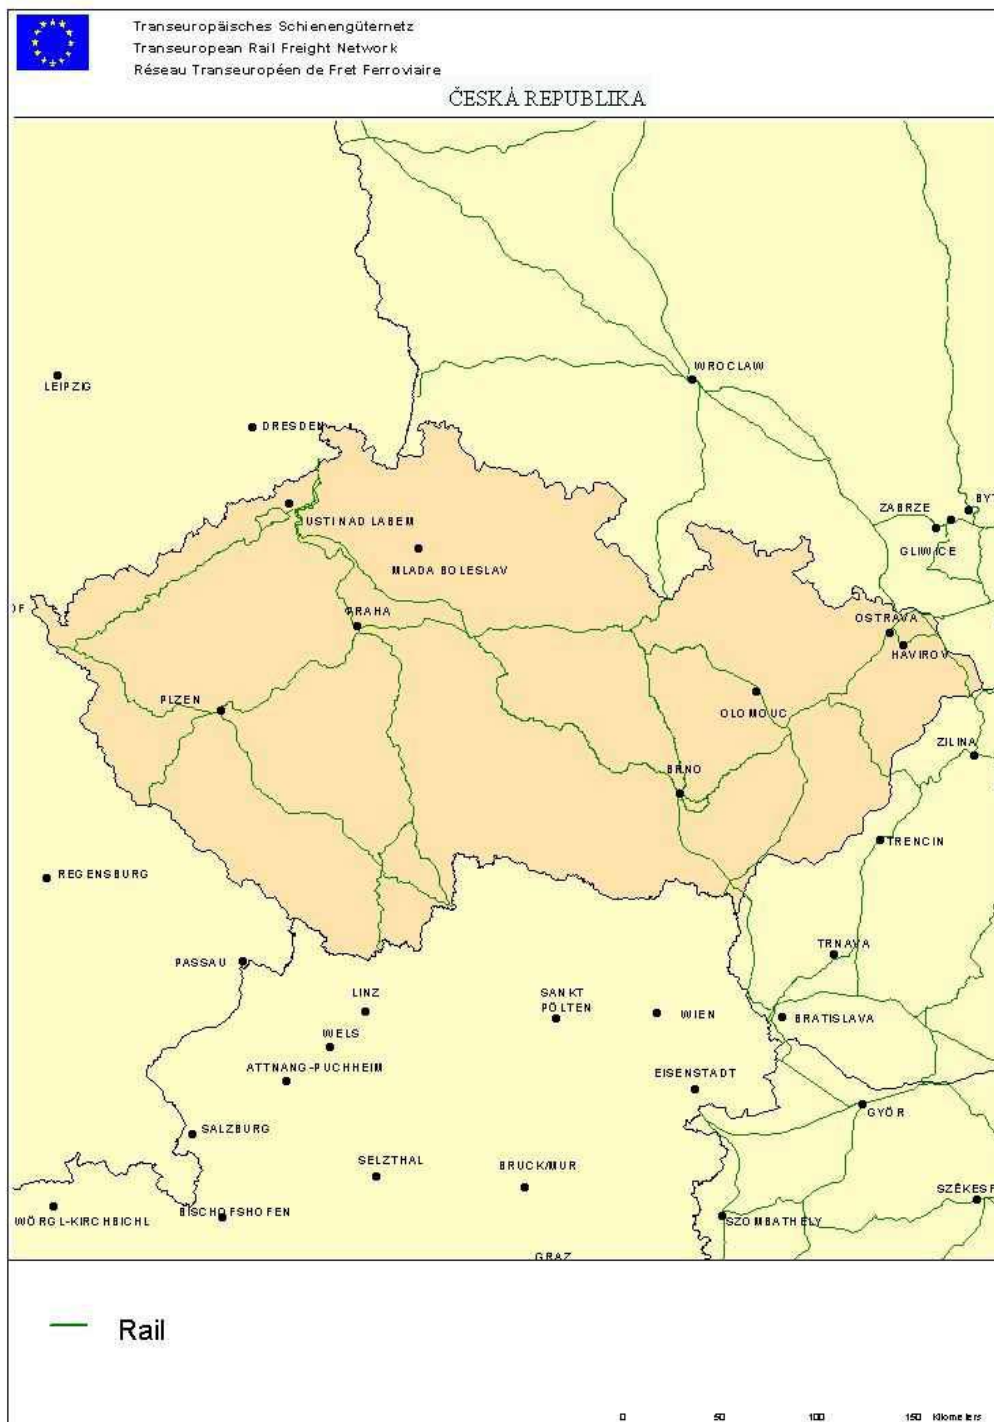 Transeuropäisches Schienengüternetz
Transeuropean Rail Freight Network
Réseau Transeuropéen de Fret Ferroviaire
ČESKÁ REPUBLIKA
WROCLAW
LEIPZIG
DRESDEN
BYT
ZABRZE
USTI NAD LABEM
GLIWICE
MLADA BOLESLAV
OF
PRAHA
OSTRAVA
HAVIROV
PLZEN
OLOMOUC
ZILINA
BRNO
TRENCIN
REGENSBURG
TRNAVA
PASSAU
LINZ
SANKT
PÖLTEN
WIEN
BRATISLAVA
WELS
ATTNANG-PUCHHEIM
EISENSTADT
GYÖR
SALZBURG
SELZTHAL
BRUCK/MUR
SZÉKESF
WÖRGL-KIRCHBICHL
BISCHOFSHOFEN
SZOMBATHELY
GRAZ
Rail
0 50 100 150 Kilometers